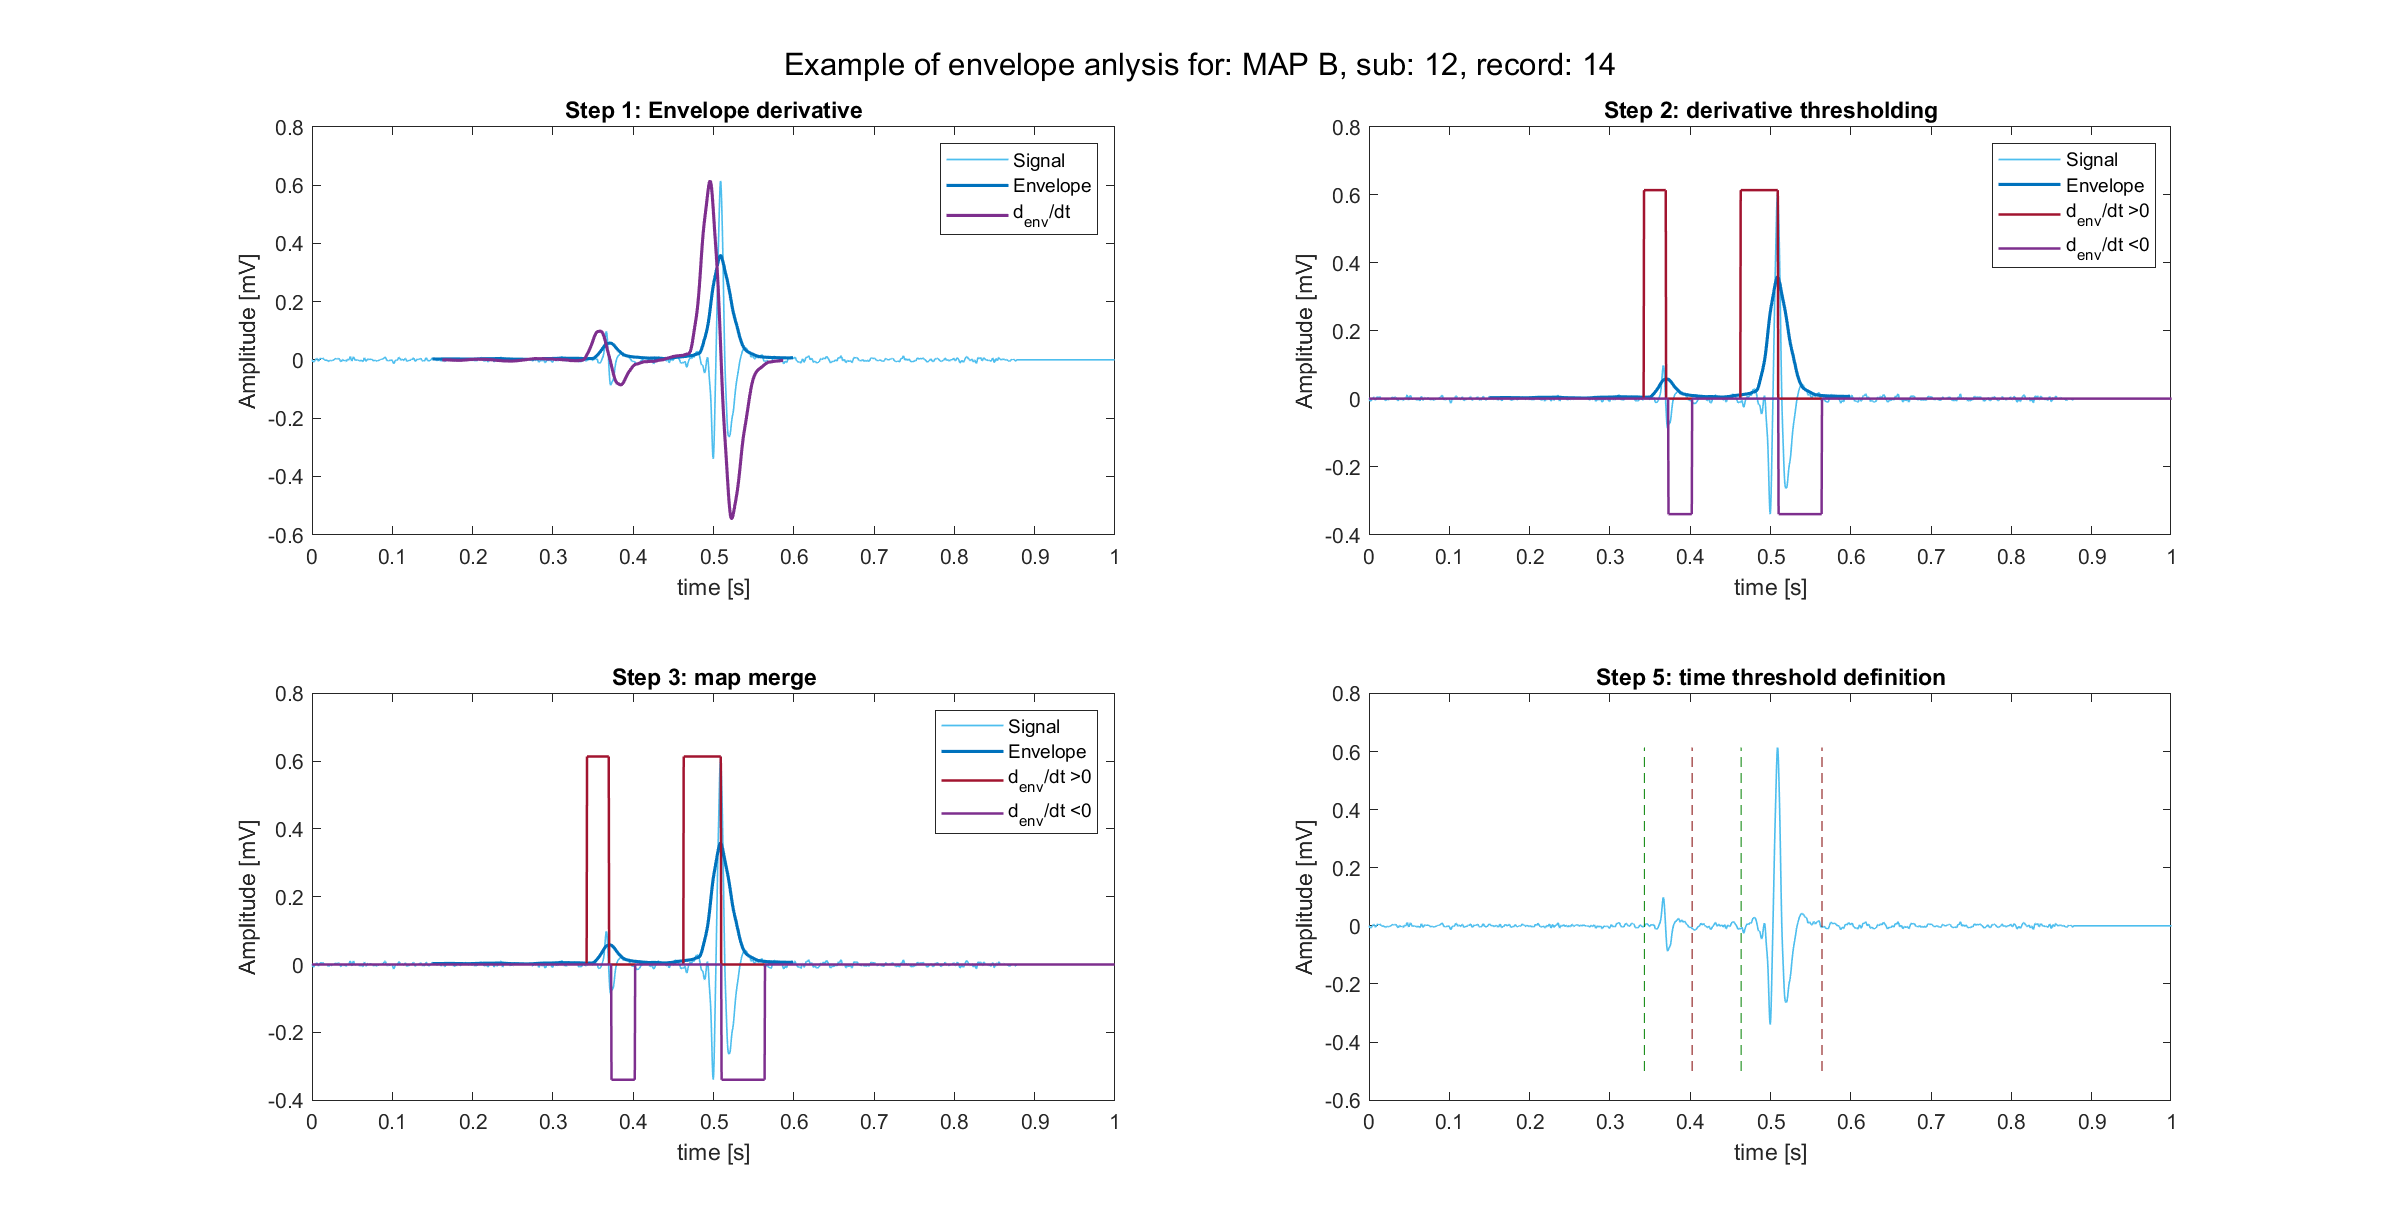 Example of envelope anlysis for: MAP B, sub: 12, record: 14
Step 1: Envelope derivative
0.8
0.6
0.4
0.2
0
-0.2
-0.4
-0.6
Amplitude [mV]
0 0.1 0.2 0.3 0.4 0.5 0.6 0.7 0.8 0.9 1
time [s]
Signal
Envelope
d_env/dt
Step 2: derivative thresholding
0.8
0.6
0.4
0.2
0
-0.2
-0.4
Amplitude [mV]
0 0.1 0.2 0.3 0.4 0.5 0.6 0.7 0.8 0.9 1
time [s]
Signal
Envelope
d_env/dt >0
d_env/dt <0
Step 3: map merge
0.8
0.6
0.4
0.2
0
-0.2
-0.4
Amplitude [mV]
0 0.1 0.2 0.3 0.4 0.5 0.6 0.7 0.8 0.9 1
time [s]
Signal
Envelope
d_env/dt >0
d_env/dt <0
Step 5: time threshold definition
0.8
0.6
0.4
0.2
0
-0.2
-0.4
-0.6
Amplitude [mV]
0 0.1 0.2 0.3 0.4 0.5 0.6 0.7 0.8 0.9 1
time [s]